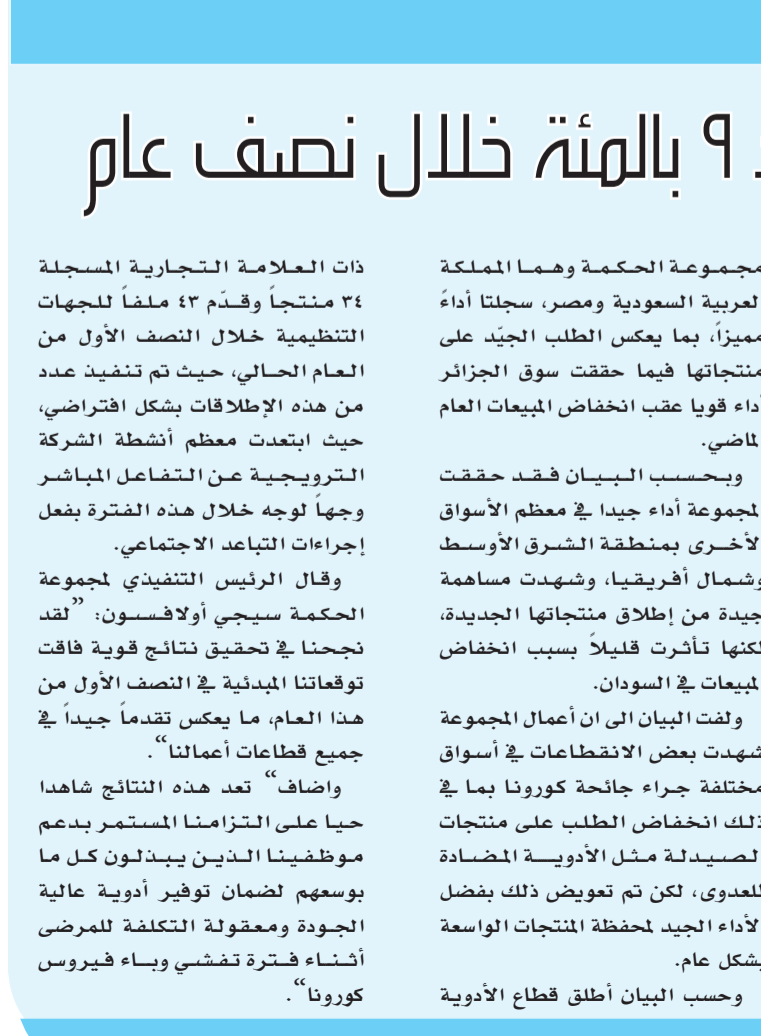 ٩ بالمئة خلال نصف عام
مجموعة الحكمة وهما المملكة
العربية السعودية ومصر، سجلتا أداءً
مميزاً، بما يعكس الطلب الجيّد على
منتجاتها فيما حققت سوق الجزائر
أداء قويا عقب انخفاض المبيعات العام
الماضي.
وبحسب البيان فقد حققت
المجموعة أداء جيدا في معظم الأسواق
الأخرى بمنطقة الشرق الأوسط
وشمال أفريقيا، وشهدت مساهمة
جيدة من إطلاق منتجاتها الجديدة،
لكنها تأثرت قليلاً بسبب انخفاض
المبيعات في السودان.
ولفت البيان الى ان أعمال المجموعة
شهدت بعض الانقطاعات في أسواق
مختلفة جراء جائحة كورونا بما في
ذلك انخفاض الطلب على منتجات
الصيدلة مثل الأدوية المضادة
للعدوى، لكن تم تعويض ذلك بفضل
الأداء الجيد لمحفظة المنتجات الواسعة
بشكل عام.
وحسب البيان أطلق قطاع الأدوية
ذات العلامة التجارية المسجلة
٣٤ منتجاً وقدّم ٤٣ ملفاً للجهات
التنظيمية خلال النصف الأول من
العام الحالي، حيث تم تنفيذ عدد
من هذه الإطلاقات بشكل افتراضي،
حيث ابتعدت معظم أنشطة الشركة
الترويجية عن التفاعل المباشر
وجهاً لوجه خلال هذه الفترة بفعل
إجراءات التباعد الاجتماعي.
وقال الرئيس التنفيذي لمجموعة
الحكمة سيجي أولافسون: ”لقد
نجحنا في تحقيق نتائج قوية فاقت
توقعاتنا المبدئية في النصف الأول من
هذا العام، ما يعكس تقدماً جيداً في
جميع قطاعات أعمالنا“.
واضاف“ تعد هذه النتائج شاهدا
حيا على التزامنا المستمر بدعم
موظفينا الذين يبذلون كل ما
بوسعهم لضمان توفير أدوية عالية
الجودة ومعقولة التكلفة للمرضى
أثناء فترة تفشي وباء فيروس
كورونا“.